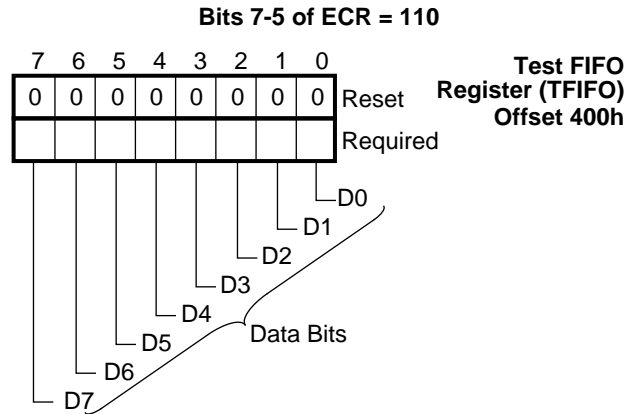 Bits 7-5 of ECR = 110
7 6 5 4 3 2 1 0
Test FIFO
Register (TFIFO)
Offset 400h
0 0 0 0 0 0 0 0 Reset
Required
D0
D1
D2
D3
D4
D5
D6
D7
Data Bits